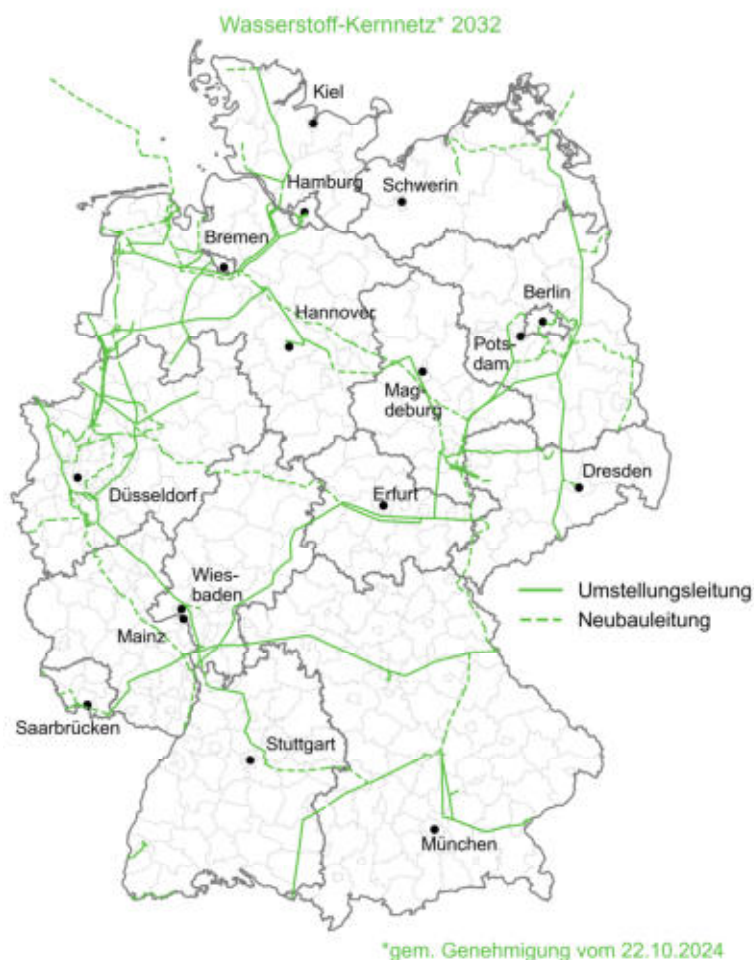 Wasserstoff-Kernnetz* 2032
Kiel
Hamburg
Schwerin
Bremen
Hannover
Berlin
Pots-
dam
Mag-
deburg
Düsseldorf
Erfurt
Dresden
Wies-
baden
Umstellungsleitung
Neubauleitung
Mainz
Saarbrücken
Stuttgart
München
*gem. Genehmigung vom 22.10.2024